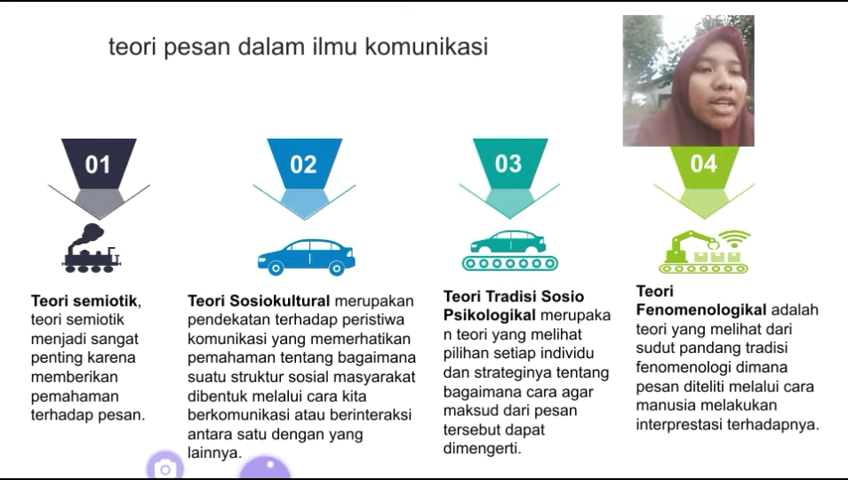 teori pesan dalam ilmu komunikasi
01
02
03
04
Teori semiotik,
teori semiotik
menjadi sangat
penting karena
memberikan
pemahaman
terhadap pesan.
Teori Sosiokultural merupakan
pendekatan terhadap peristiwa
komunikasi yang memerhatikan
pemahaman tentang bagaimana
suatu struktur sosial masyarakat
dibentuk melalui cara kita
berkomunikasi atau berinteraksi
antara satu dengan yang
lainnya.
Teori Tradisi Sosio
Psikologikal merupaka
n teori yang melihat
pilihan setiap individu
dan strateginya tentang
bagaimana cara agar
maksud dari pesan
tersebut dapat
dimengerti.
Teori
Fenomenologikal adalah
teori yang melihat dari
sudut pandang tradisi
fenomenologi dimana
pesan diteliti melalui cara
manusia melakukan
interprestasi terhadapnya.